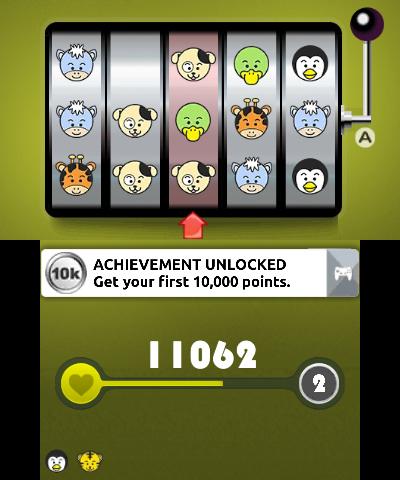 A
10k
ACHIEVEMENT UNLOCKED
Get your first 10,000 points.
11062
2